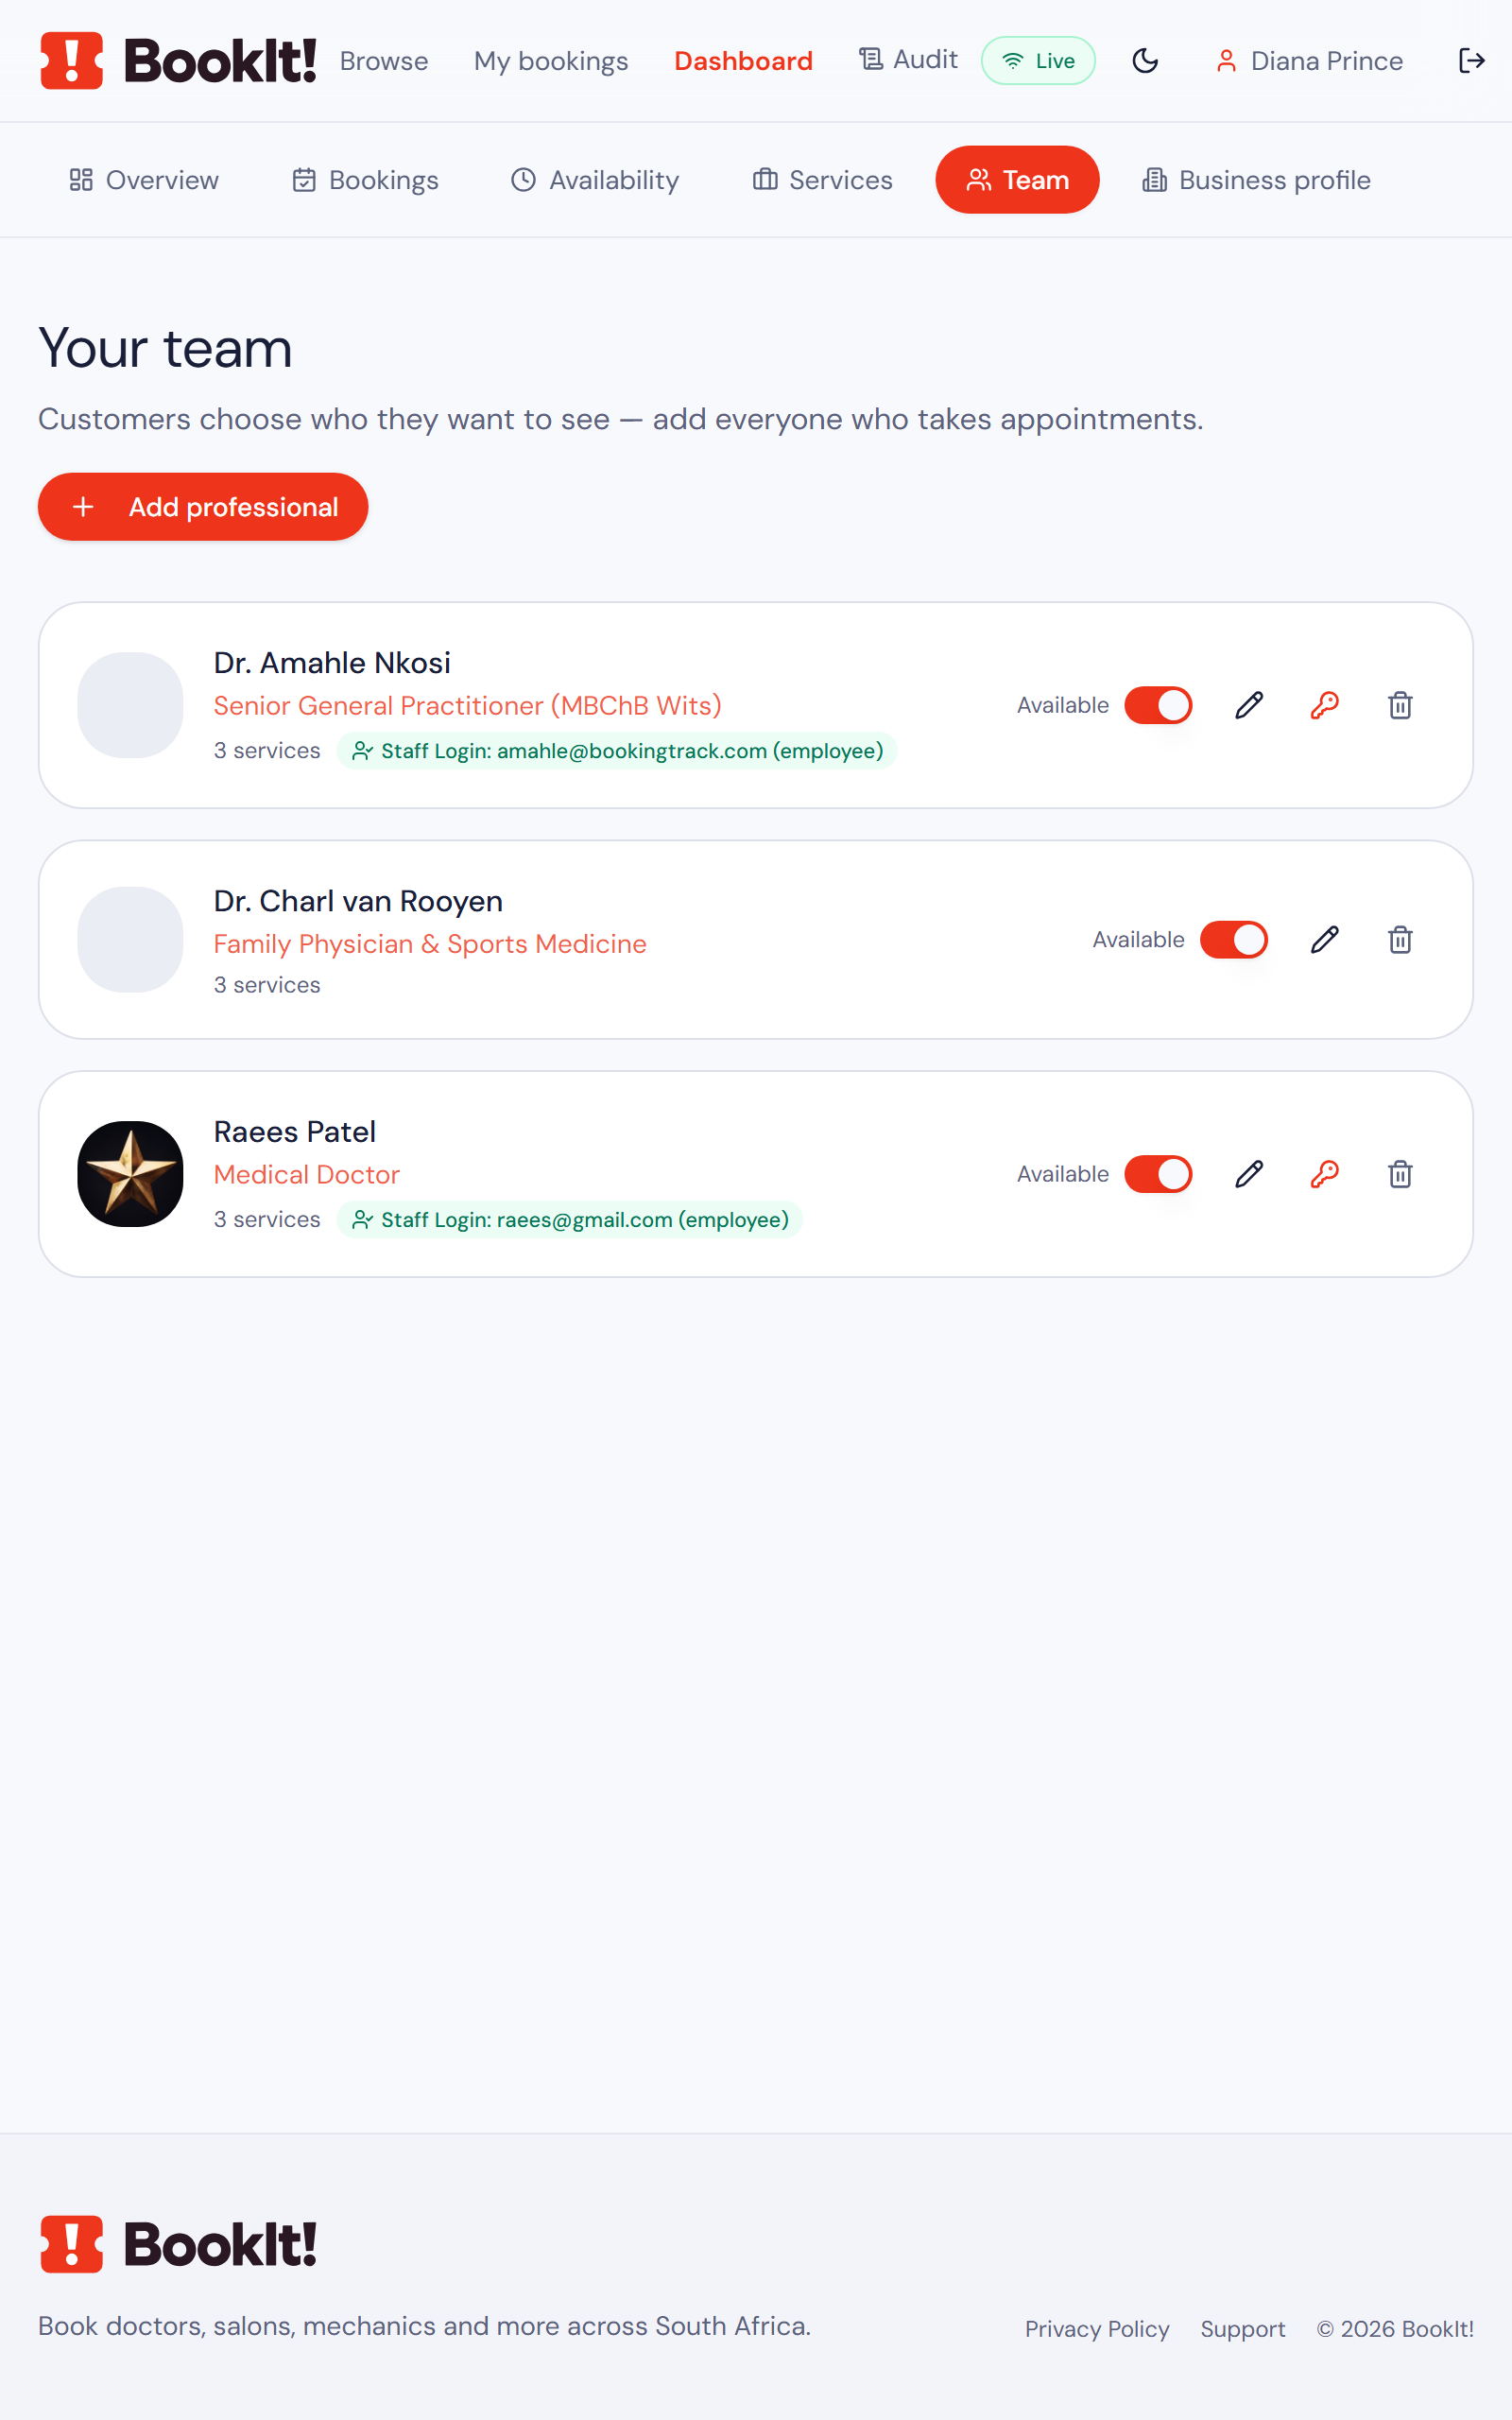 BookIt! Browse My bookings Dashboard Audit Live Diana Prince
Overview Bookings Availability Services Team Business profile
Your team
Customers choose who they want to see — add everyone who takes appointments.
Add professional
Dr. Amahle Nkosi
Senior General Practitioner (MBChB Wits)
3 services Staff Login: amahle@bookingtrack.com (employee)
Available
Dr. Charl van Rooyen
Family Physician & Sports Medicine
3 services
Available
Raees Patel
Medical Doctor
3 services Staff Login: raees@gmail.com (employee)
Available
BookIt!
Book doctors, salons, mechanics and more across South Africa.
Privacy Policy Support © 2026 BookIt!